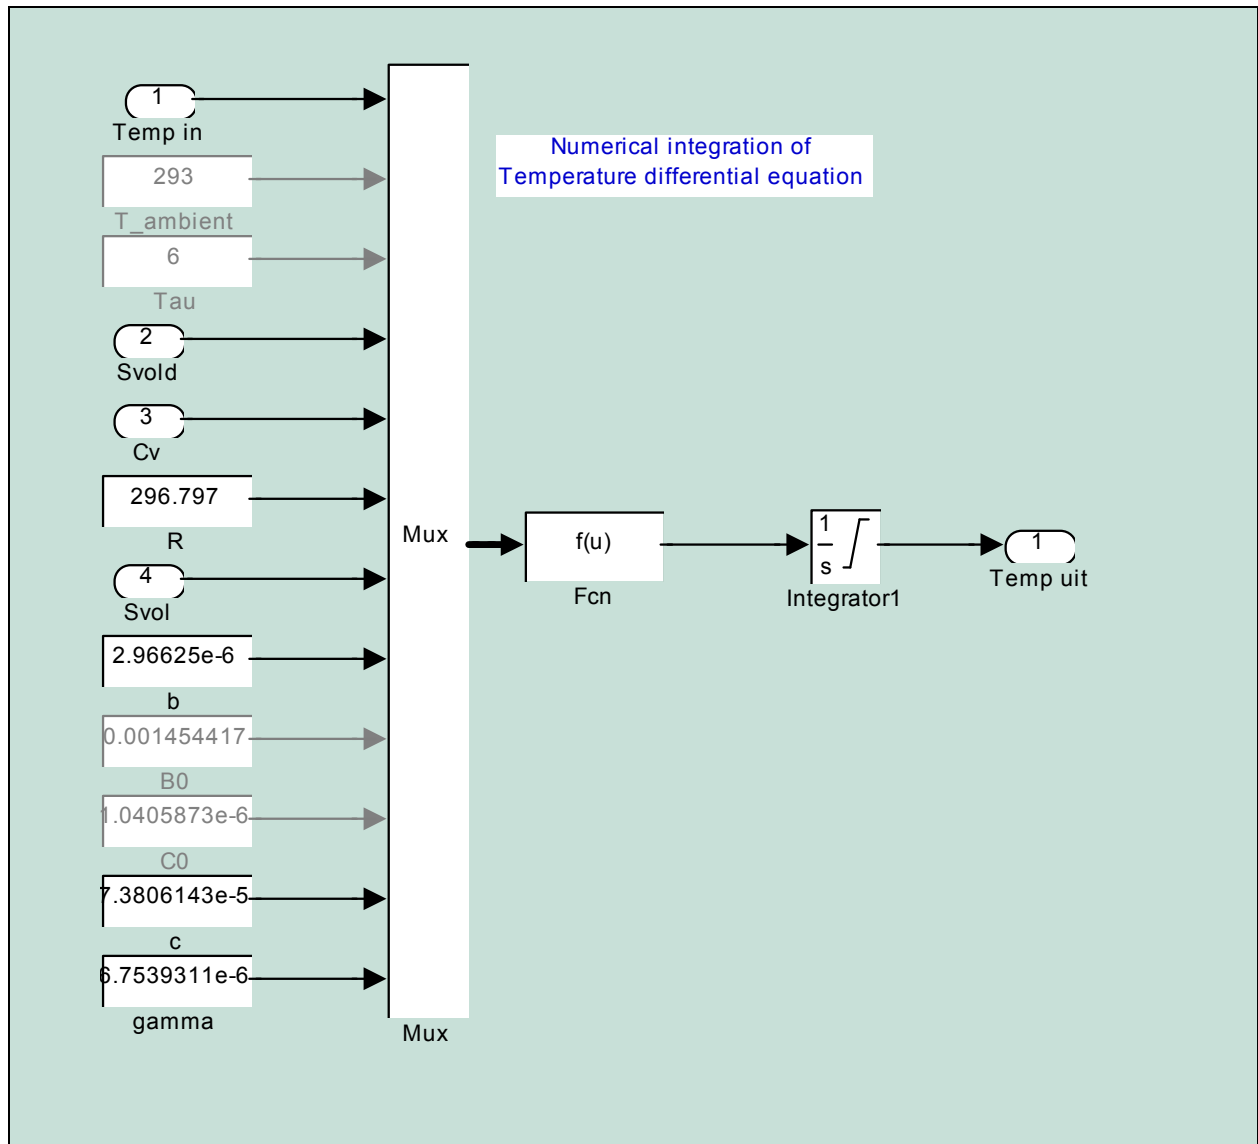 1
Temp in
Numerical integration of
Temperature differential equation
293
T_ambient
6
Tau
2
Svold
3
Cv
296.797
R
Mux
f(u)
Fcn
1
s
Integrator1
1
Temp uit
4
Svol
2.96625e-6
b
0.001454417
B0
1.0405873e-6
C0
7.3806143e-5
c
6.7539311e-6
gamma
Mux